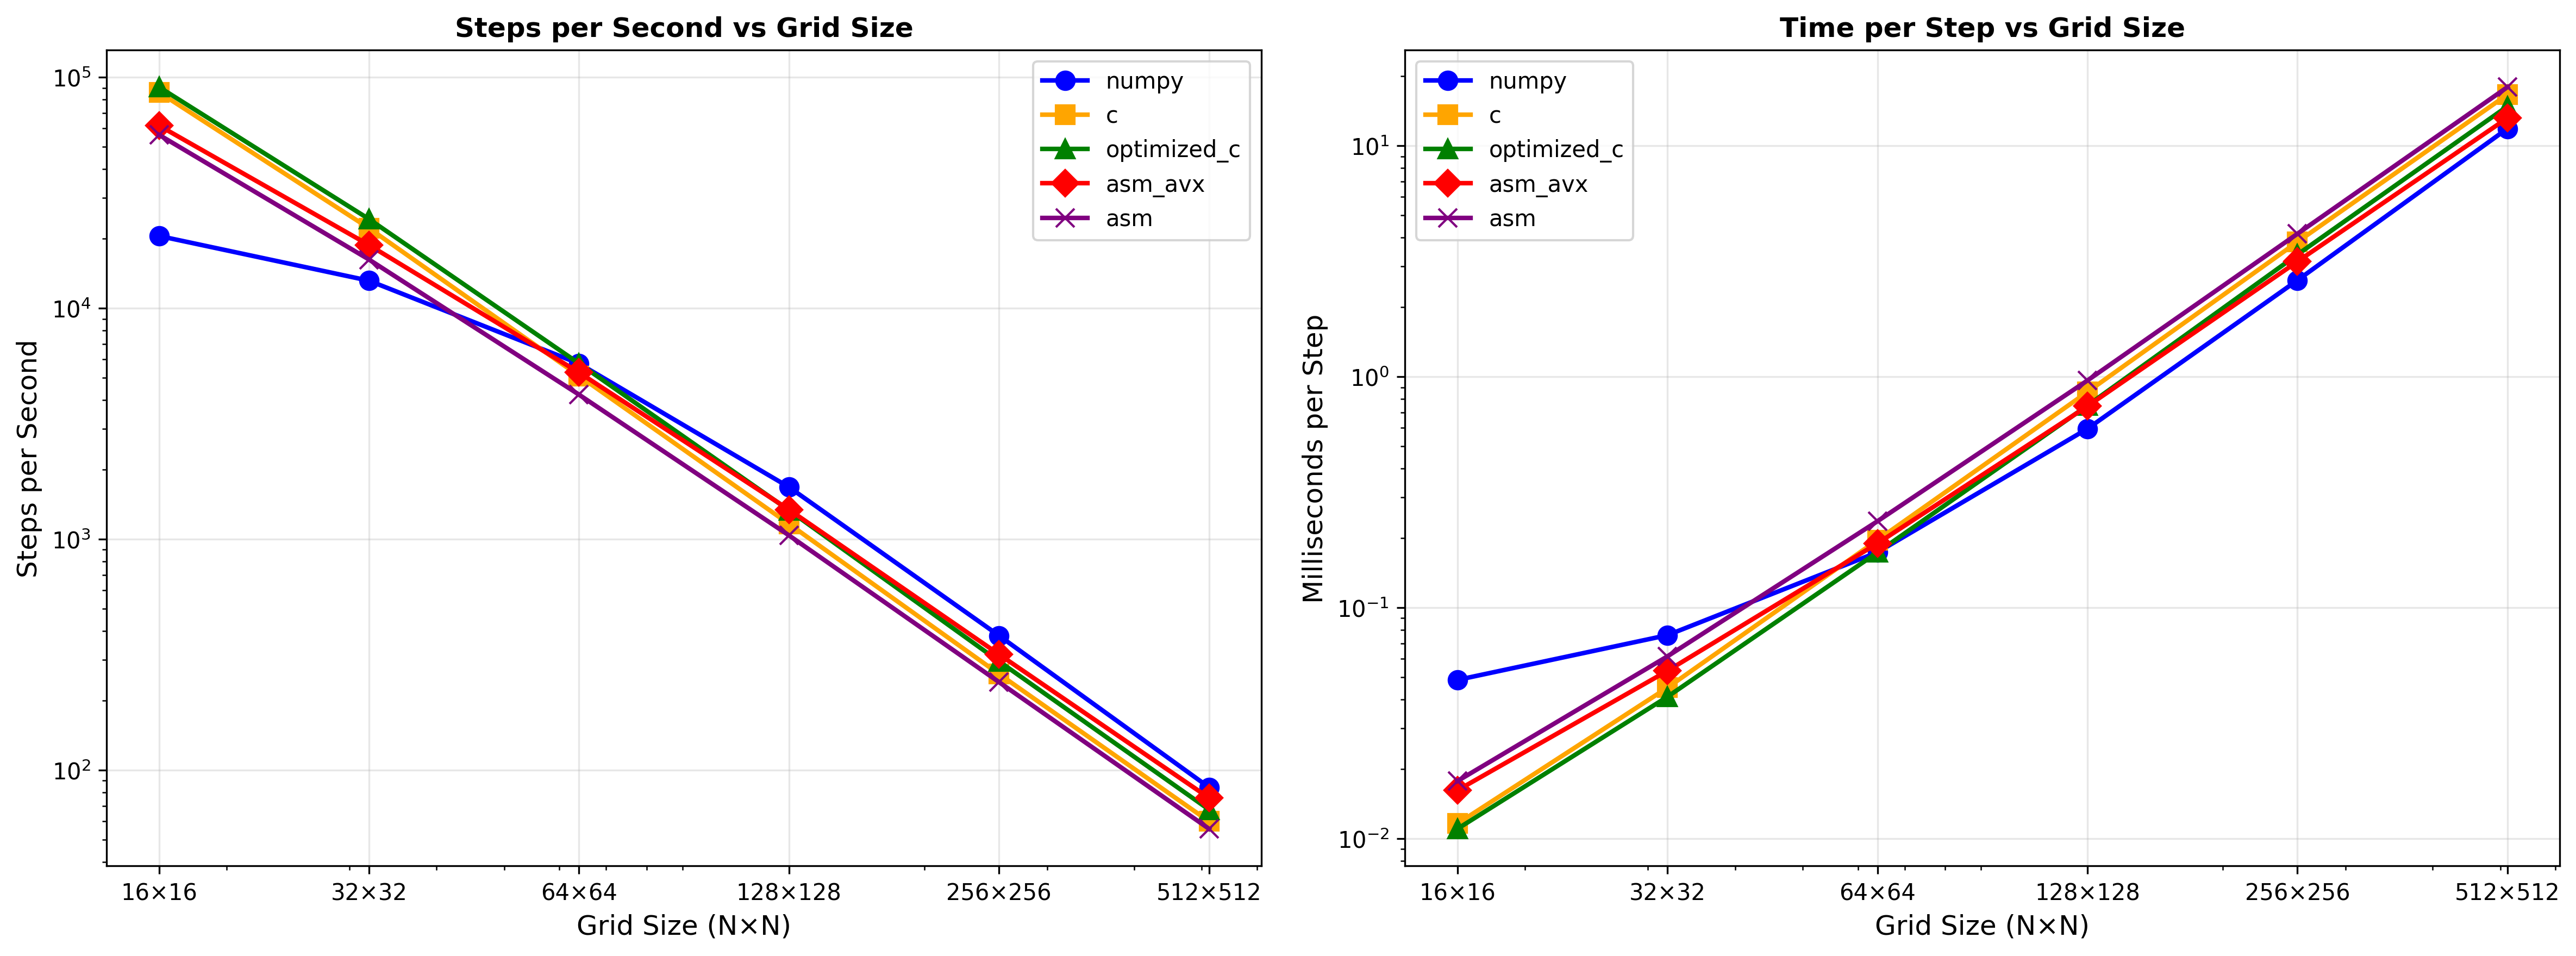 Steps per Second vs Grid Size
Steps per Second
10⁵
10⁴
10³
10²
numpy
c
optimized_c
asm_avx
asm
16×16 32×32 64×64 128×128 256×256 512×512
Grid Size (N×N)
Time per Step vs Grid Size
Milliseconds per Step
10¹
10⁰
10⁻¹
10⁻²
numpy
c
optimized_c
asm_avx
asm
16×16 32×32 64×64 128×128 256×256 512×512
Grid Size (N×N)